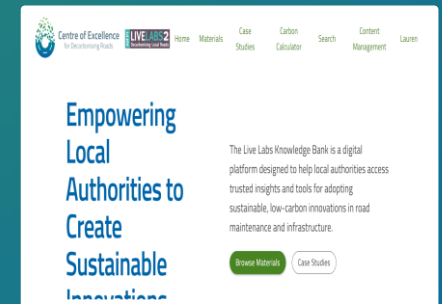 Centre of Excellence
for Decarbonising Roads
LIVELABS2
Decarbonising Local Roads
Home
Materials
Case
Studies
Carbon
Calculator
Search
Content
Management
Lauren
Empowering
Local
Authorities to
Create
Sustainable
Innovations
The Live Labs Knowledge Bank is a digital
platform designed to help local authorities access
trusted insights and tools for adopting
sustainable, low-carbon innovations in road
maintenance and infrastructure.
Browse Materials
Case Studies